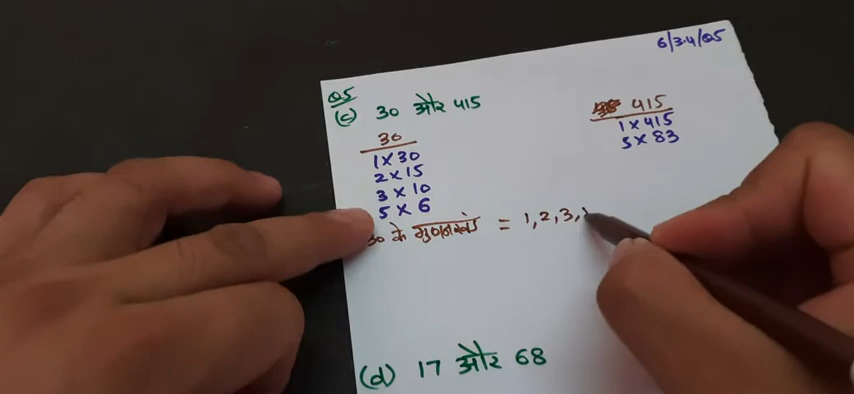 6/3.4/Q5
Q5
(c) 30 और 415
30
1 X 30
2 X 15
3 X 10
5 X 6
415
1 X 415
5 X 83
30 के गुणनखंड = 1, 2, 3,
(d) 17 और 68